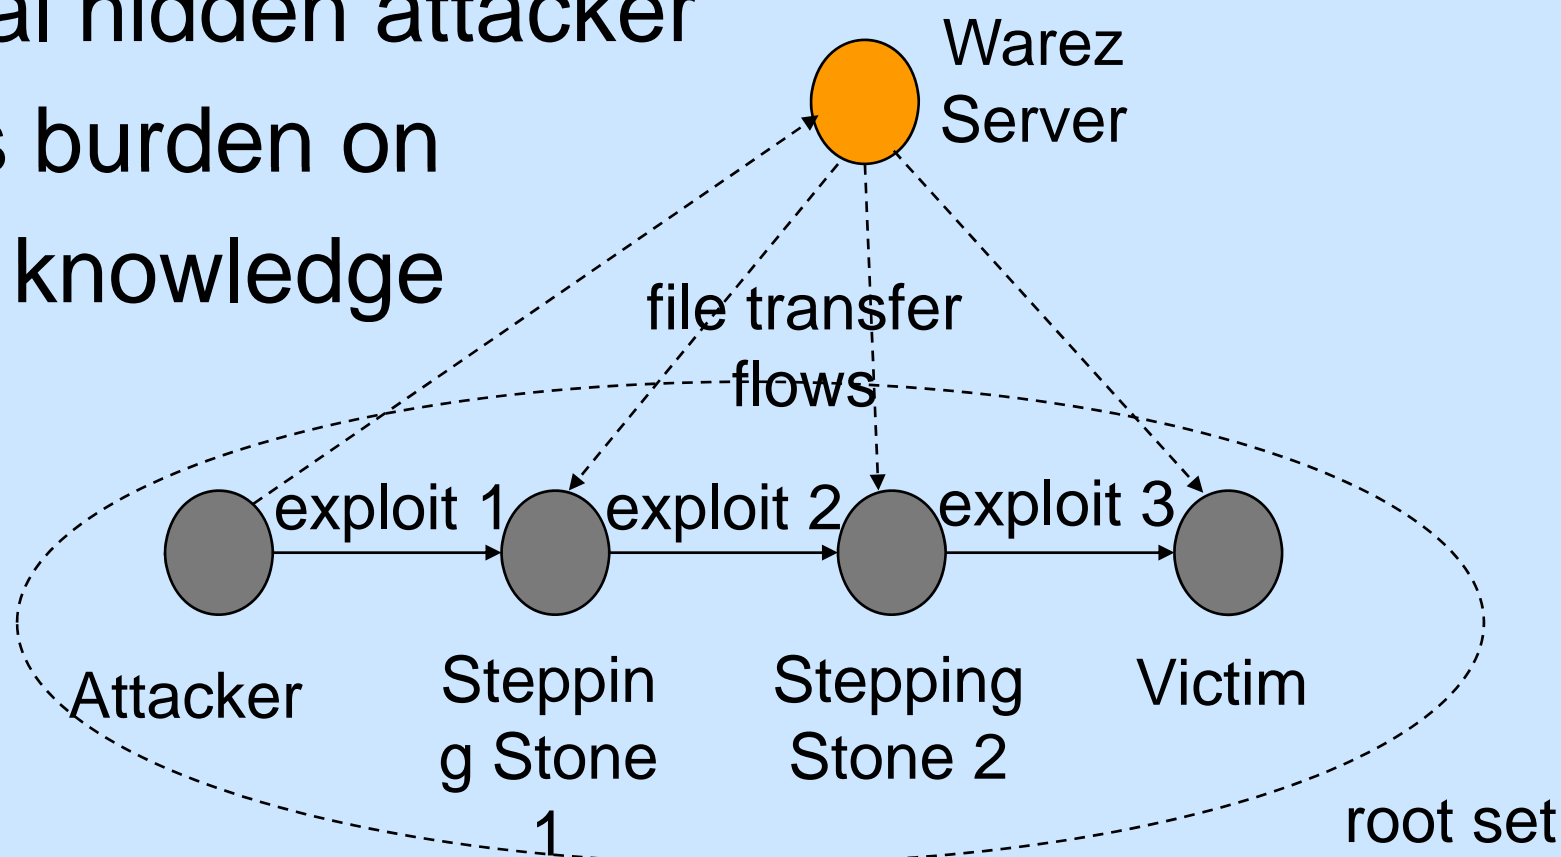 al hidden attacker
s burden on
knowledge
Warez
Server
file transfer
flows
exploit 1
exploit 2
exploit 3
Attacker
Steppin
g Stone
1
Stepping
Stone 2
Victim
root set